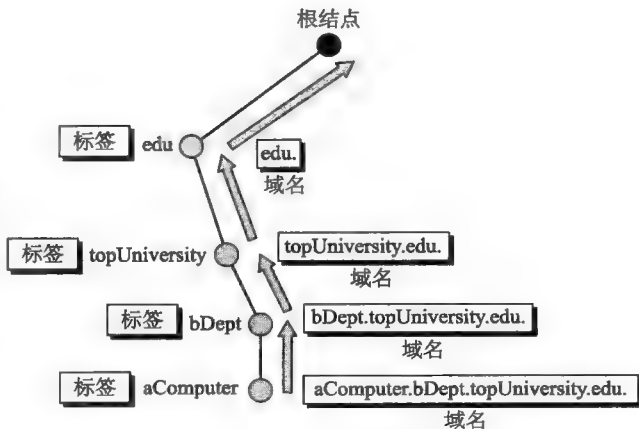 根结点
标签 edu
edu.
域名
标签 topUniversity
topUniversity.edu.
域名
标签 bDept
bDept.topUniversity.edu.
域名
标签 aComputer
aComputer.bDept.topUniversity.edu.
域名